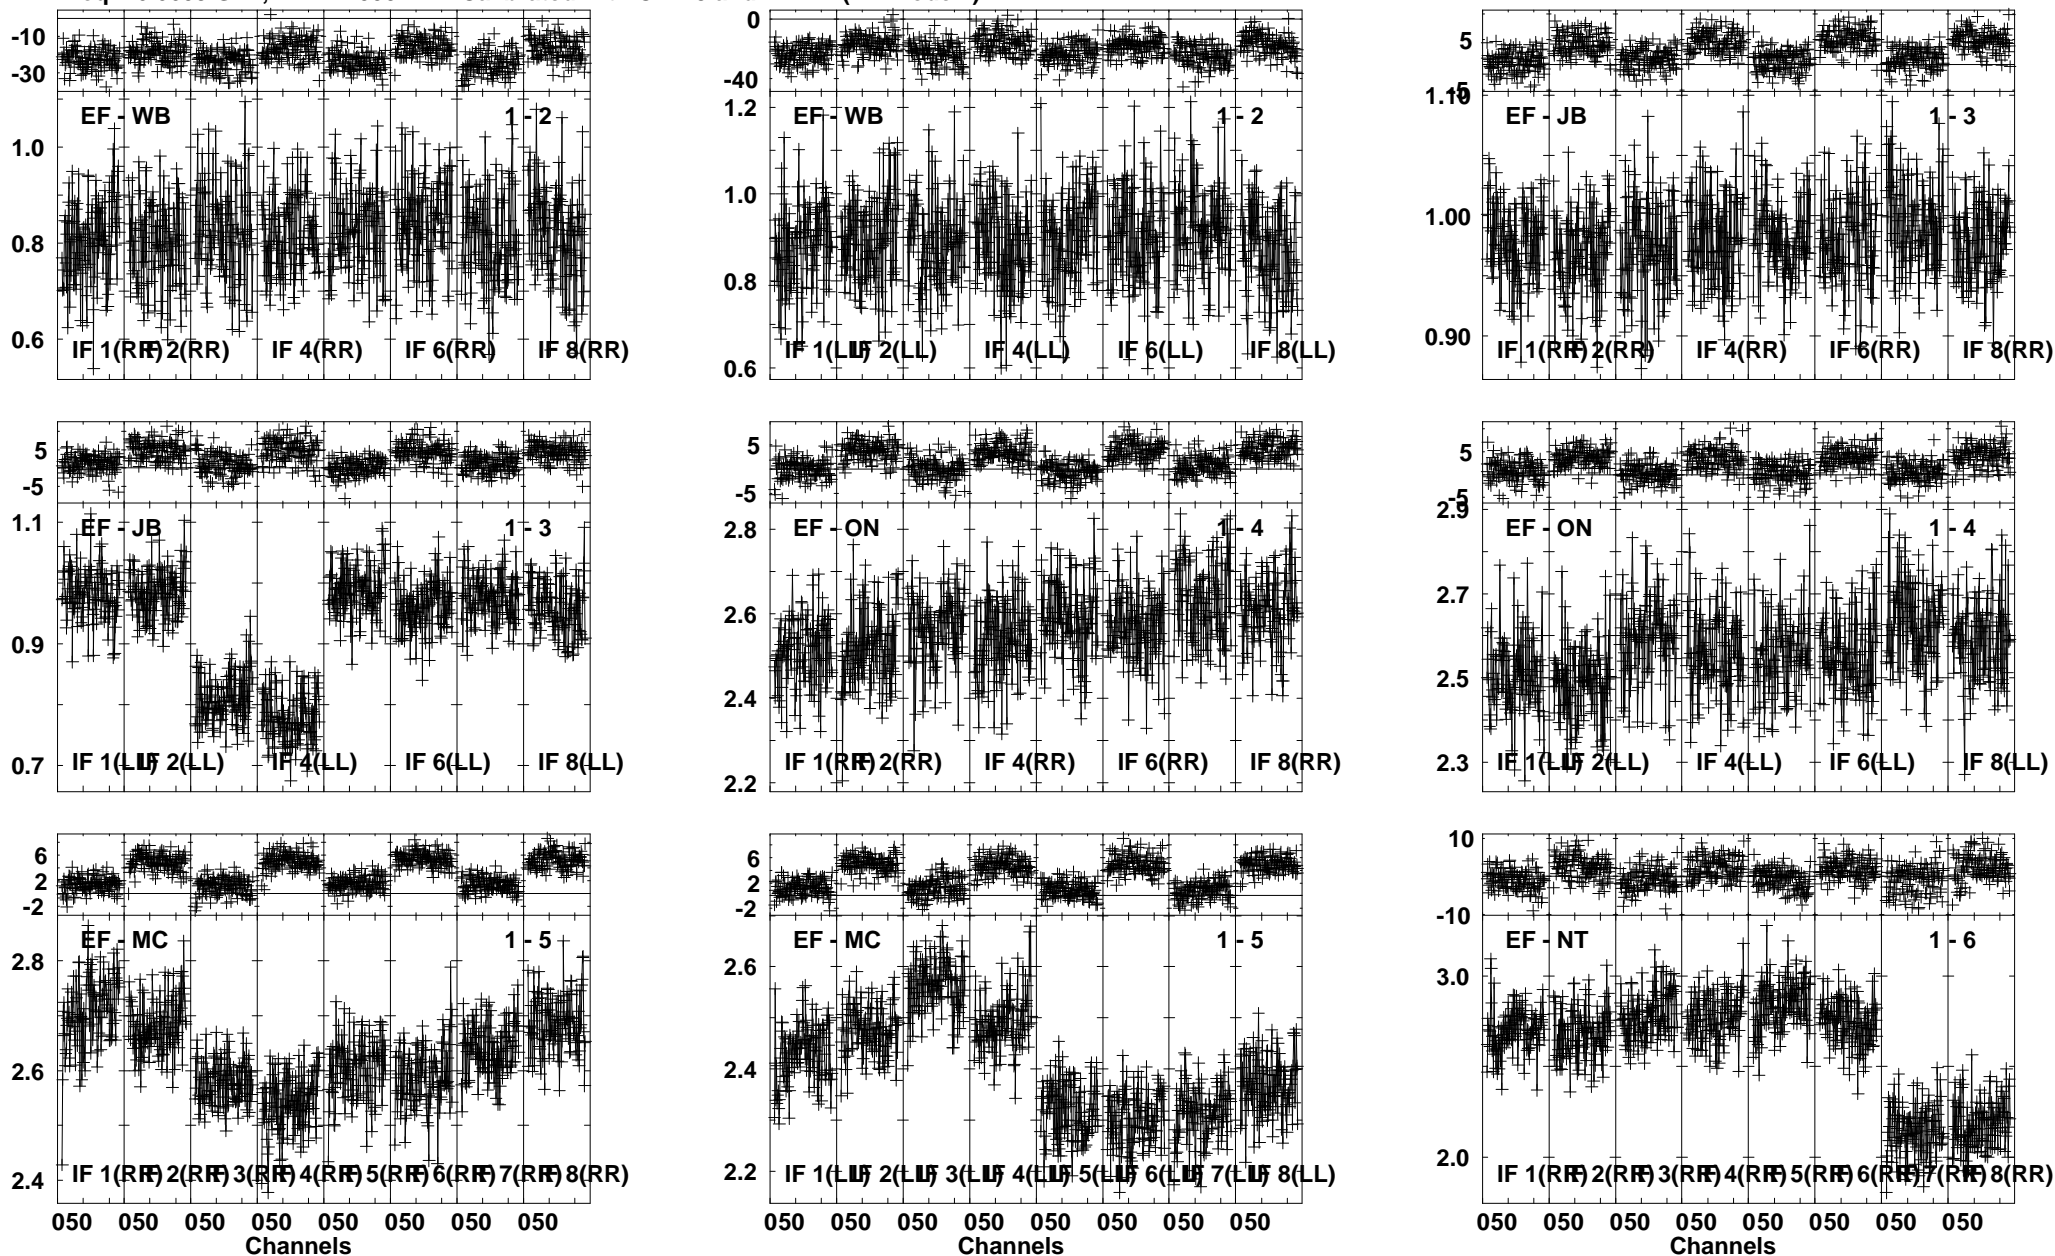 -10
-30
EF - WB 1 - 2
1.0
0.8
0.6
IF 1(RR) IF 2(RR) IF 4(RR) IF 6(RR) IF 8(RR)
0
-40
EF - WB 1 - 2
1.2
1.0
0.8
0.6
IF 1(LL) IF 2(LL) IF 4(LL) IF 6(LL) IF 8(LL)
5
-5
1.10
EF - JB 1 - 3
1.00
0.90
IF 1(RR) IF 2(RR) IF 4(RR) IF 6(RR) IF 8(RR)
5
-5
1.1
EF - JB 1 - 3
0.9
0.7
IF 1(LL) IF 2(LL) IF 4(LL) IF 6(LL) IF 8(LL)
5
-5
2.8
EF - ON 1 - 4
2.6
2.4
2.2
IF 1(RR) IF 2(RR) IF 4(RR) IF 6(RR) IF 8(RR)
5
-5
2.9
EF - ON 1 - 4
2.7
2.5
2.3
IF 1(LL) IF 2(LL) IF 4(LL) IF 6(LL) IF 8(LL)
6
2
-2
EF - MC 1 - 5
2.8
2.6
2.4
IF 1(RR) IF 2(RR) IF 3(RR) IF 4(RR) IF 5(RR) IF 6(RR) IF 7(RR) IF 8(RR)
050 050 050 050 050 050 050 050
Channels
6
2
-2
EF - MC 1 - 5
2.6
2.4
2.2
IF 1(LL) IF 2(LL) IF 3(LL) IF 4(LL) IF 5(LL) IF 6(LL) IF 7(LL) IF 8(LL)
050 050 050 050 050 050 050 050
Channels
10
-10
EF - NT 1 - 6
3.0
2.0
IF 1(RR) IF 2(RR) IF 3(RR) IF 4(RR) IF 5(RR) IF 6(RR) IF 7(RR) IF 8(RR)
050 050 050 050 050 050 050 050
Channels